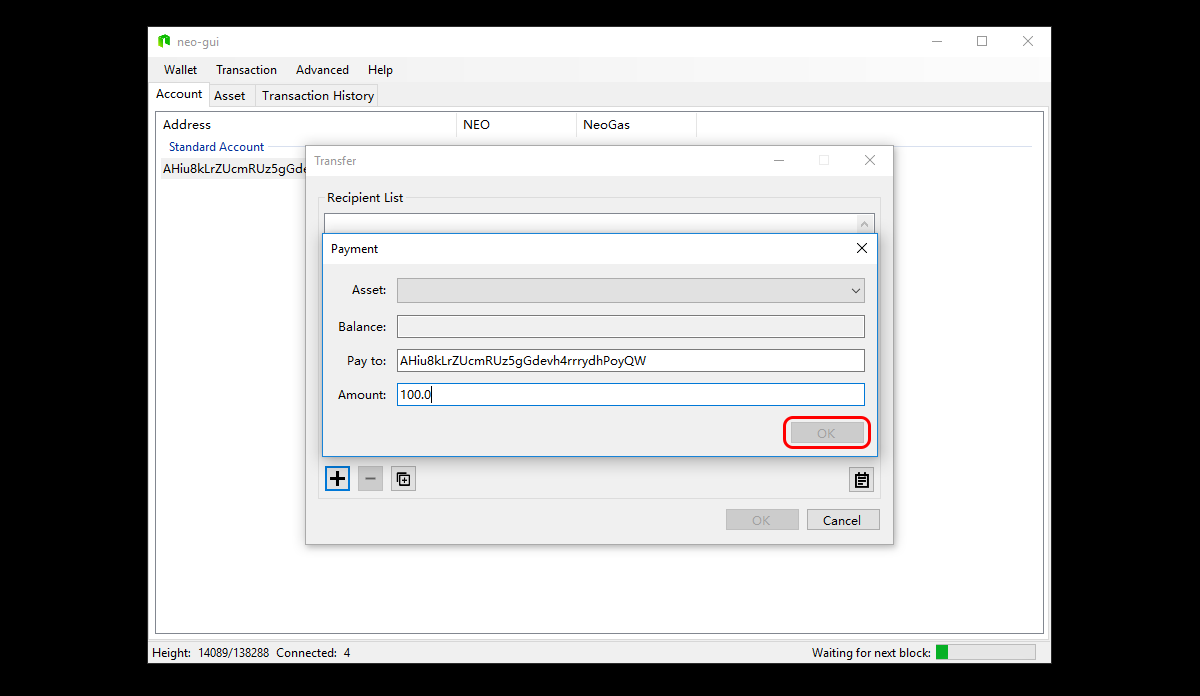 neo-gui
Wallet Transaction Advanced Help
Account Asset Transaction History
Address NEO NeoGas
Standard Account
AHiu8kLrZUcmRUz5gGde
Transfer
Recipient List
Payment
Asset:
Balance:
Pay to: AHiu8kLrZUcmRUz5gGdevh4rrrydhPoyQW
Amount: 100.0
OK
OK Cancel
Height: 14089/138288 Connected: 4 Waiting for next block: